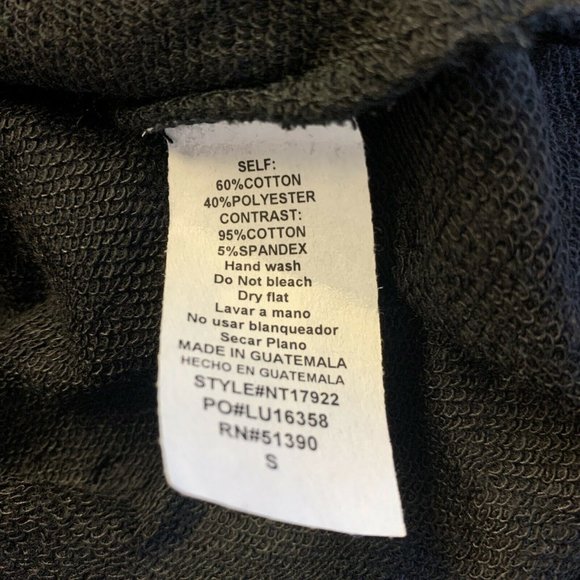 SELF:
60%COTTON
40%POLYESTER
CONTRAST:
95%COTTON
5%SPANDEX
Hand wash
Do Not bleach
Dry flat
Lavar a mano
No usar blanqueador
Secar Plano
MADE IN GUATEMALA
HECHO EN GUATEMALA
STYLE#NT17922
PO#LU16358
RN#51390
S